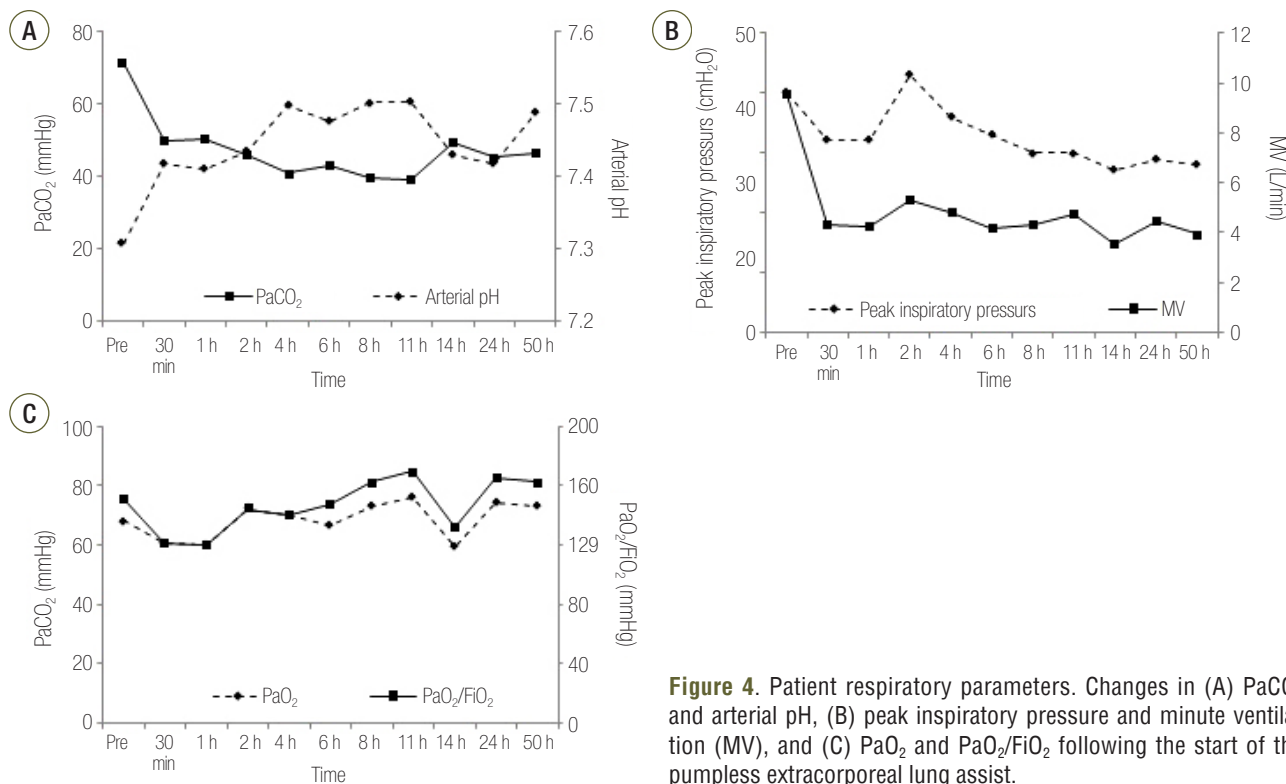 A
80
60
40
20
0
PaCO₂ (mmHg)
7.6
7.5
7.4
7.3
7.2
Arterial pH
PaCO₂
Arterial pH
Pre
30 min
1 h
2 h
4 h
6 h
8 h
11 h
14 h
24 h
50 h
Time
B
50
40
30
20
0
Peak inspiratory pressurs (cmH₂O)
12
10
8
6
4
2
0
MV (L/min)
Peak inspiratory pressurs
MV
Pre
30 min
1 h
2 h
4 h
6 h
8 h
11 h
14 h
24 h
50 h
Time
C
100
80
60
40
20
0
PaCO₂ (mmHg)
200
160
129
80
40
0
PaO₂/FiO₂ (mmHg)
PaO₂
PaO₂/FiO₂
Pre
30 min
1 h
2 h
4 h
6 h
8 h
11 h
14 h
24 h
50 h
Time
Figure 4. Patient respiratory parameters. Changes in (A) PaCO
and arterial pH, (B) peak inspiratory pressure and minute ventila
tion (MV), and (C) PaO₂ and PaO₂/FiO₂ following the start of th
pumpless extracorporeal lung assist.